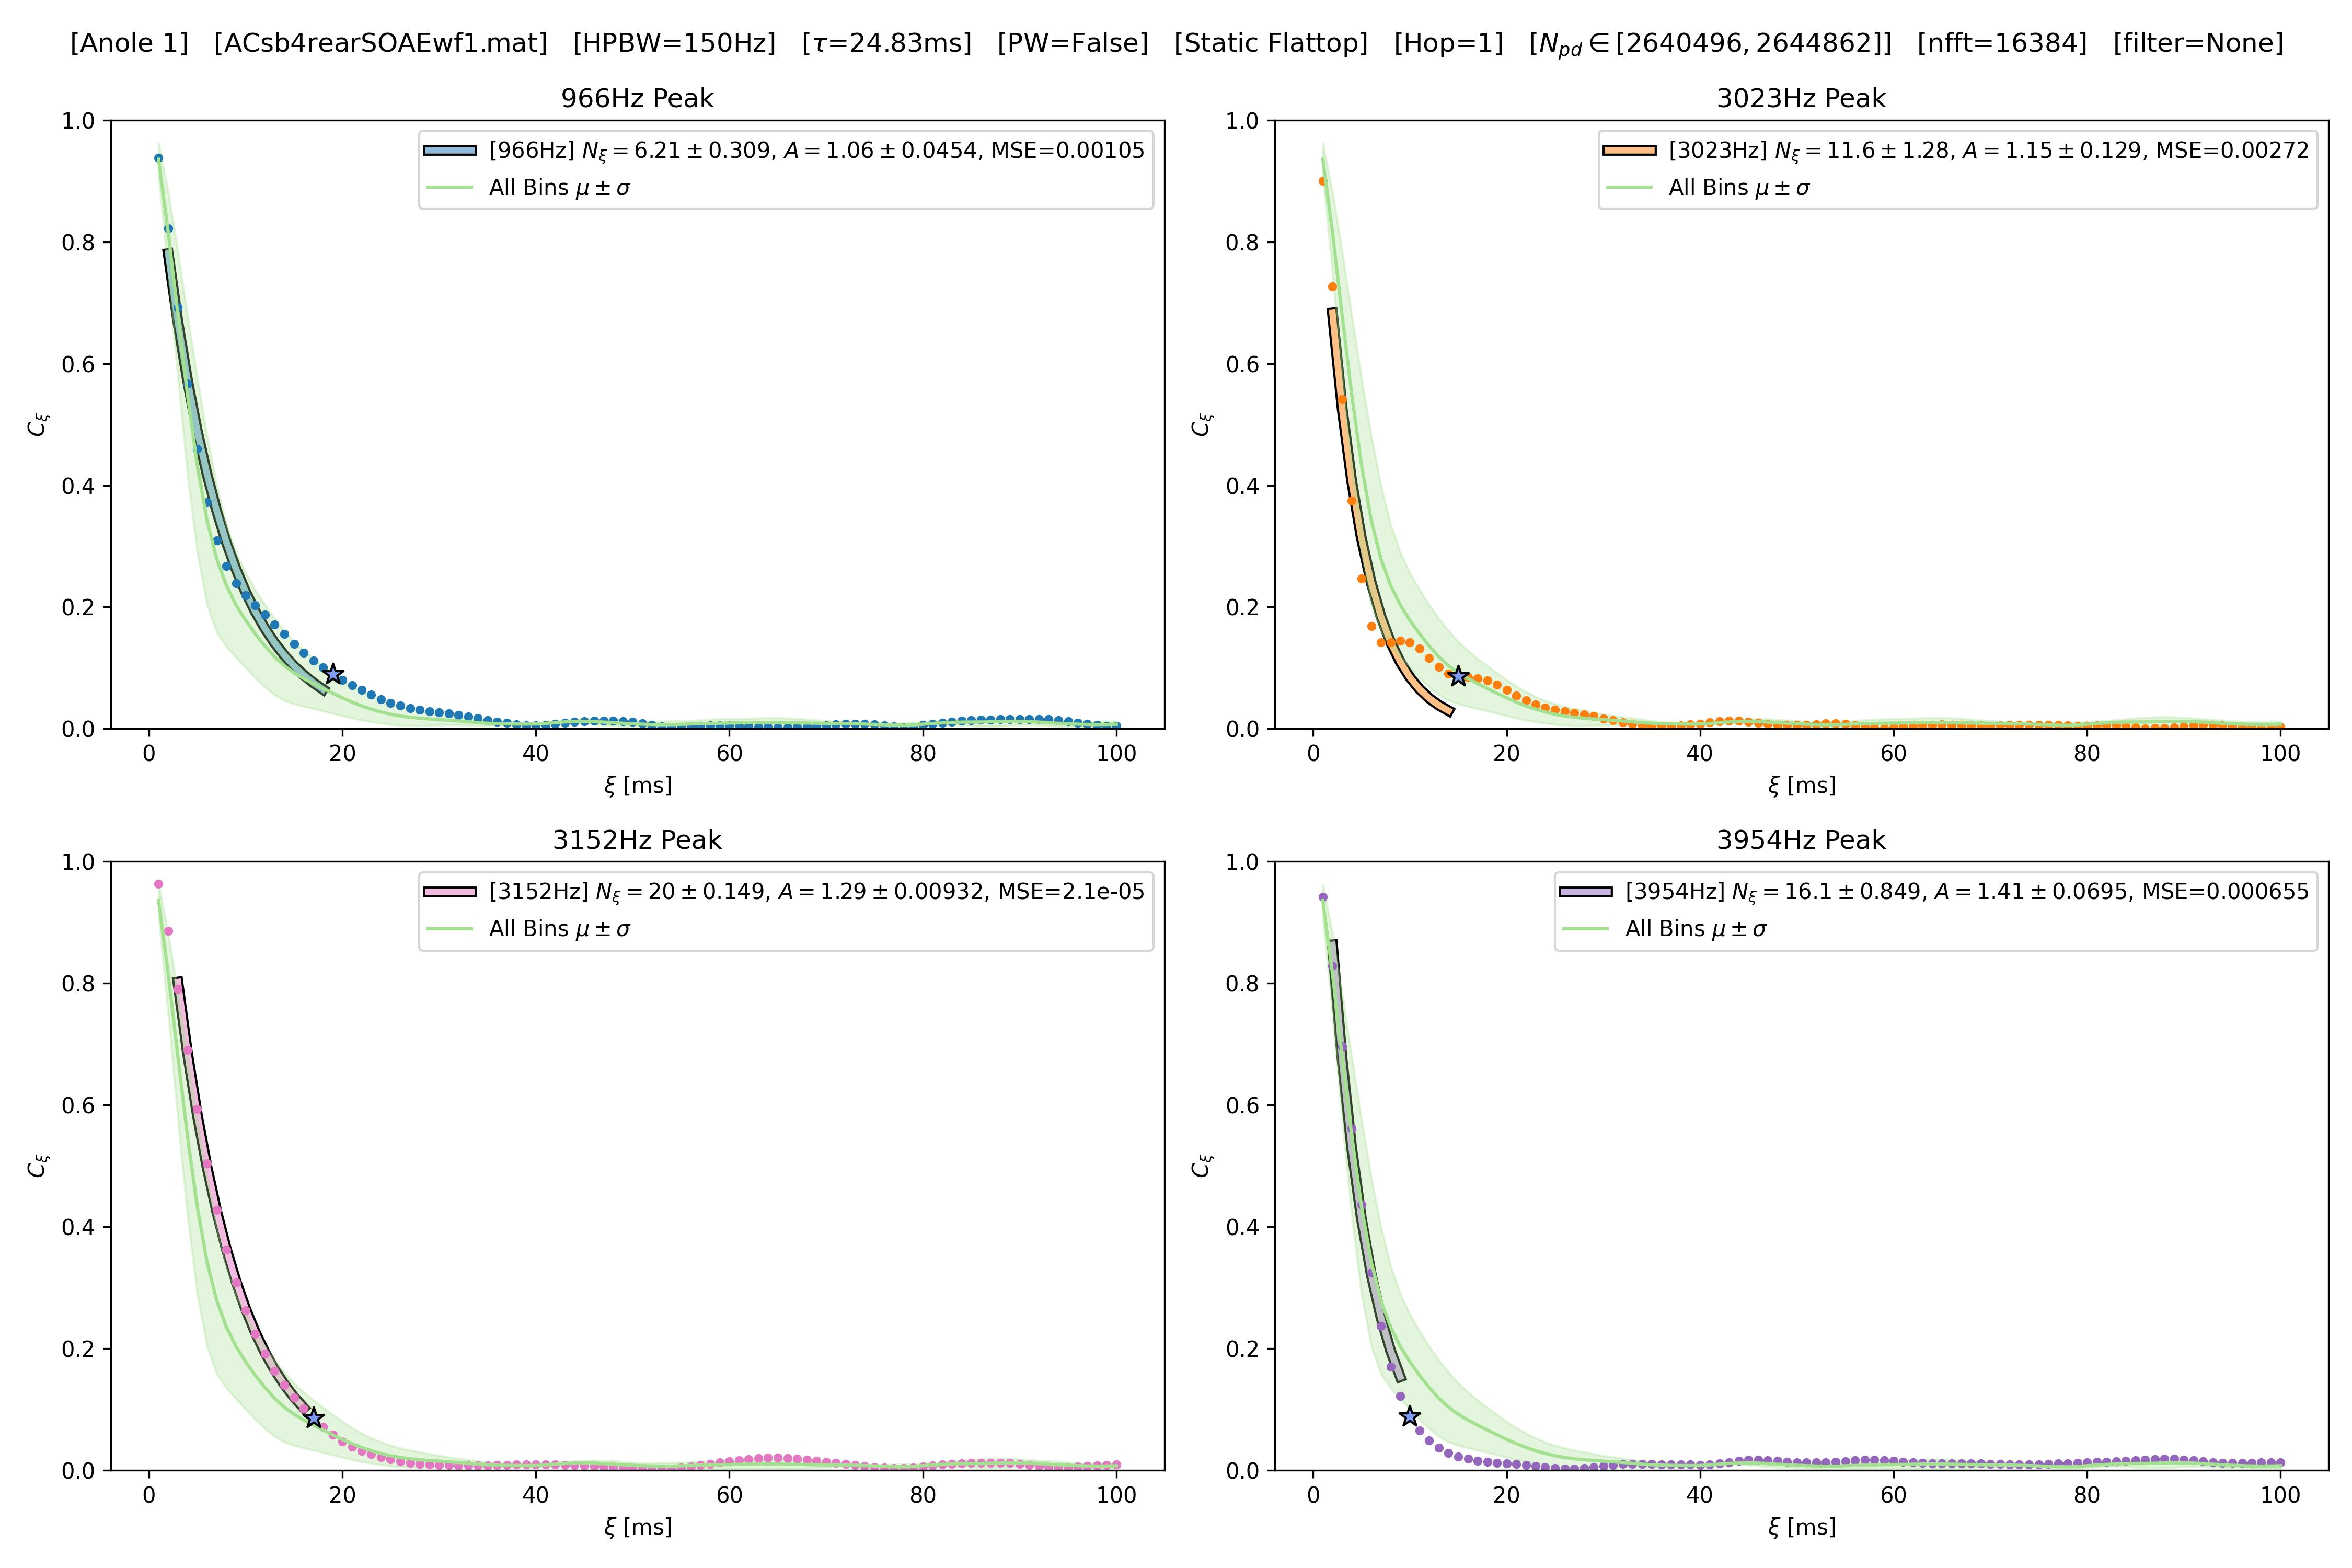 [Anole 1] [ACsb4rearSOAEwf1.mat] [HPBW=150Hz] [τ=24.83ms] [PW=False] [Static Flattop] [Hop=1] [N_pd ∈ [2640496, 2644862]] [nfft=16384] [filter=None]
966Hz Peak
[966Hz] N_ξ = 6.21 ± 0.309, A = 1.06 ± 0.0454, MSE=0.00105
All Bins μ ± σ
1.0
0.8
0.6
0.4
0.2
0.0
C_ξ
0 20 40 60 80 100
ξ [ms]
3023Hz Peak
[3023Hz] N_ξ = 11.6 ± 1.28, A = 1.15 ± 0.129, MSE=0.00272
All Bins μ ± σ
1.0
0.8
0.6
0.4
0.2
0.0
C_ξ
0 20 40 60 80 100
ξ [ms]
3152Hz Peak
[3152Hz] N_ξ = 20 ± 0.149, A = 1.29 ± 0.00932, MSE=2.1e-05
All Bins μ ± σ
1.0
0.8
0.6
0.4
0.2
0.0
C_ξ
0 20 40 60 80 100
ξ [ms]
3954Hz Peak
[3954Hz] N_ξ = 16.1 ± 0.849, A = 1.41 ± 0.0695, MSE=0.000655
All Bins μ ± σ
1.0
0.8
0.6
0.4
0.2
0.0
C_ξ
0 20 40 60 80 100
ξ [ms]